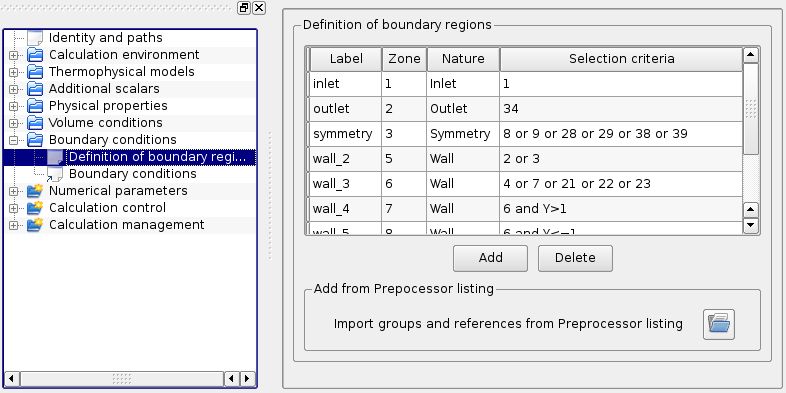 Identity and paths
Calculation environment
Thermophysical models
Additional scalars
Physical properties
Volume conditions
Boundary conditions
Definition of boundary regi...
Boundary conditions
Numerical parameters
Calculation control
Calculation management
Definition of boundary regions
Label Zone Nature Selection criteria
inlet 1 Inlet 1
outlet 2 Outlet 34
symmetry 3 Symmetry 8 or 9 or 28 or 29 or 38 or 39
wall_2 5 Wall 2 or 3
wall_3 6 Wall 4 or 7 or 21 or 22 or 23
wall_4 7 Wall 6 and Y>1
wall_5 8 Wall 6 and Y<=1
Add Delete
Add from Prepocessor listing
Import groups and references from Preprocessor listing